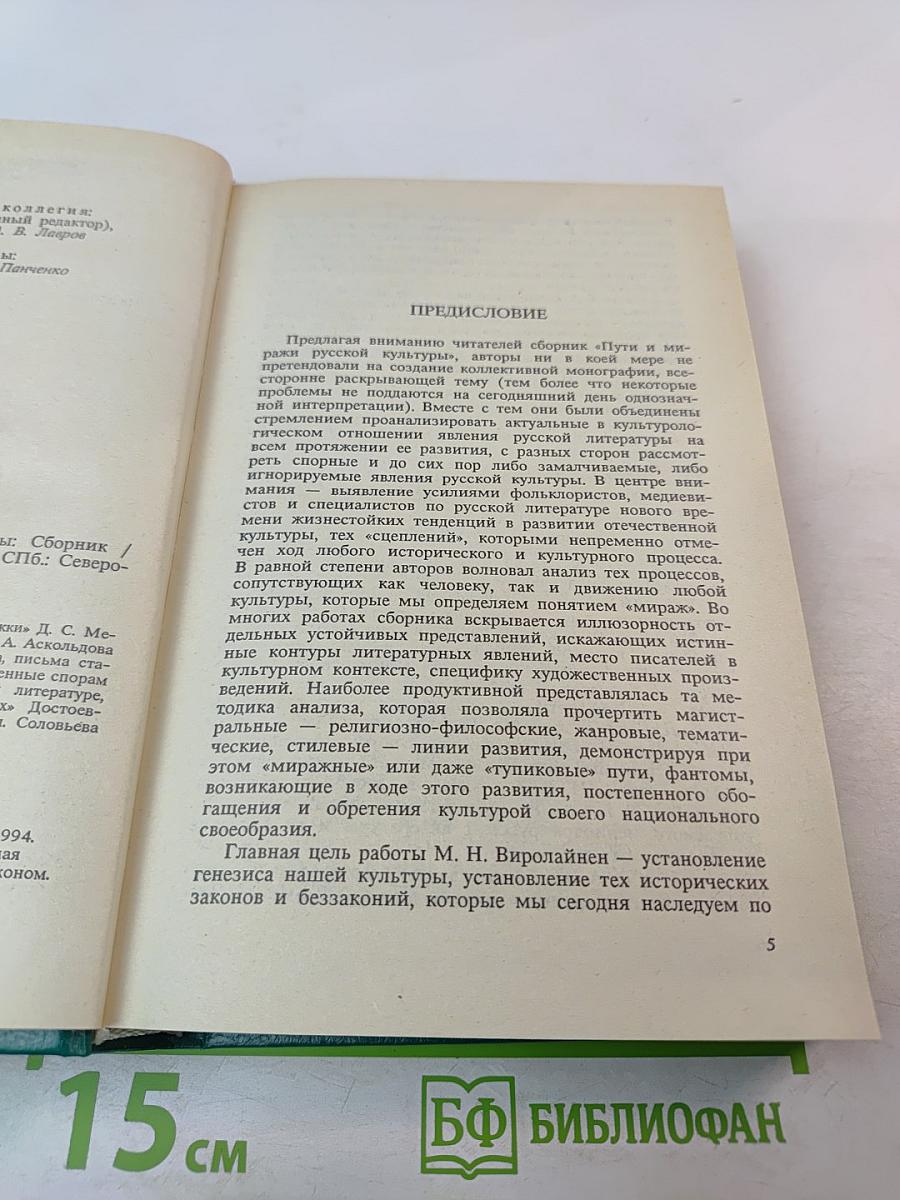 коллегия:
ный редактор),
В. Лавров
ы:
Панченко
ы: Сборник /
СПб.: Северо-
жки» Д. С. Ме-
А. Аскольдова
, письма ста-
енные спорам
литературе,
х» Достоев-
л. Соловьева
994.
ная
коном.
ПРЕДИСЛОВИЕ
Предлагая вниманию читателей сборник «Пути и ми-
ражи русской культуры», авторы ни в коей мере не
претендовали на создание коллективной монографии, все-
сторонне раскрывающей тему (тем более что некоторые
проблемы не поддаются на сегодняшний день однознач-
ной интерпретации). Вместе с тем они были объединены
стремлением проанализировать актуальные в культуроло-
гическом отношении явления русской литературы на
всем протяжении ее развития, с разных сторон рассмот-
реть спорные и до сих пор либо замалчиваемые, либо
игнорируемые явления русской культуры. В центре вни-
мания — выявление усилиями фольклористов, медиеви-
стов и специалистов по русской литературе нового вре-
мени жизнестойких тенденций в развитии отечественной
культуры, тех «сцеплений», которыми непременно отме-
чен ход любого исторического и культурного процесса.
В равной степени авторов волновал анализ тех процессов,
сопутствующих как человеку, так и движению любой
культуры, которые мы определяем понятием «мираж». Во
многих работах сборника вскрывается иллюзорность от-
дельных устойчивых представлений, искажающих истин-
ные контуры литературных явлений, место писателей в
культурном контексте, специфику художественных произ-
ведений. Наиболее продуктивной представлялась та ме-
тодика анализа, которая позволяла прочертить магист-
ральные — религиозно-философские, жанровые, темати-
ческие, стилевые — линии развития, демонстрируя при
этом «миражные» или даже «тупиковые» пути, фантомы,
возникающие в ходе этого развития, постепенного обо-
гащения и обретения культурой своего национального
своеобразия.
Главная цель работы М. Н. Виролайнен — установление
генезиса нашей культуры, установление тех исторических
законов и беззаконий, которые мы сегодня наследуем по
5
15 см
БФ БИБЛИОФАН